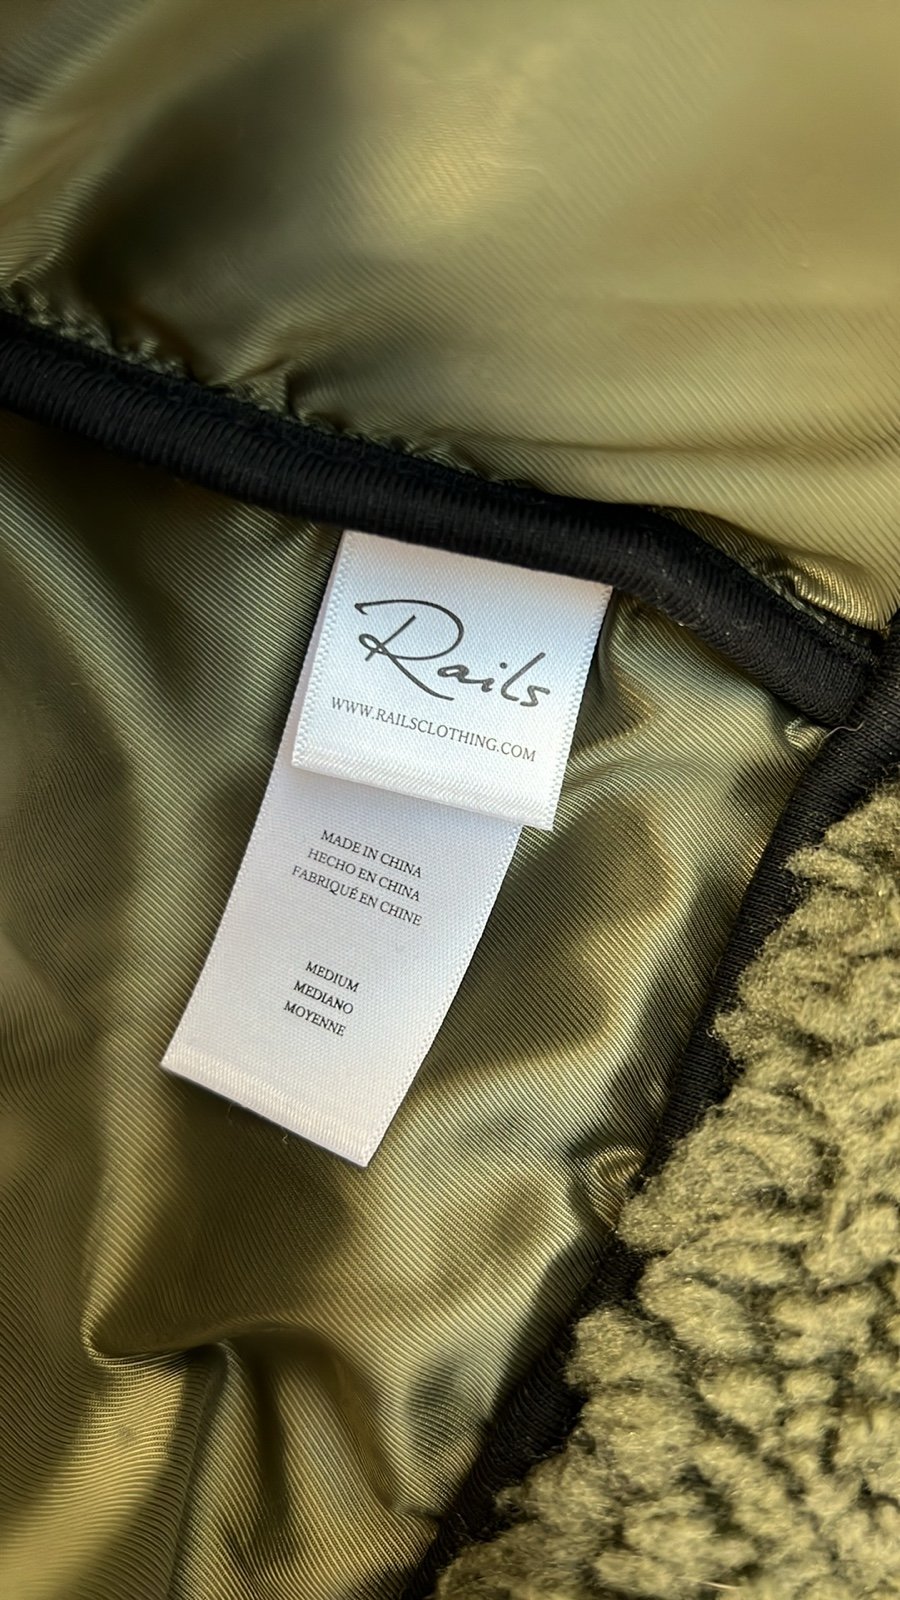 Rails
WWW.RAILSCLOTHING.COM
MADE IN CHINA
HECHO EN CHINA
FABRIQUÉ EN CHINE
MEDIUM
MEDIANO
MOYENNE